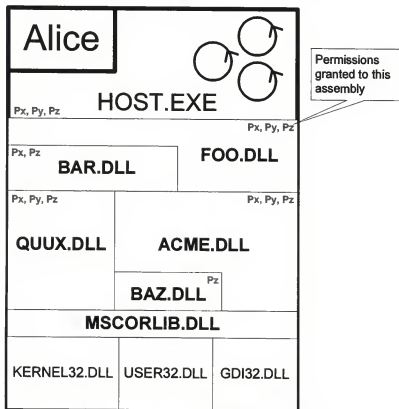 Alice
HOST.EXE
Px, Py, Pz
Permissions
granted to this
assembly
Px, Py, Pz
FOO.DLL
Px, Pz
BAR.DLL
Px, Py, Pz
QUUX.DLL
Px, Py, Pz
ACME.DLL
Pz
BAZ.DLL
MSCORLIB.DLL
KERNEL32.DLL
USER32.DLL
GDI32.DLL